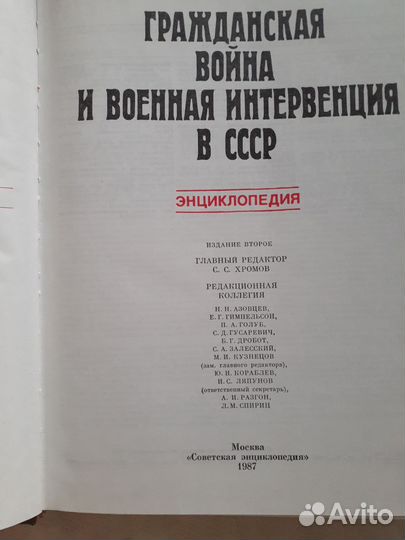 ГРАЖДАНСКАЯ
ВОЙНА
И ВОЕННАЯ ИНТЕРВЕНЦИЯ
В СССР
ЭНЦИКЛОПЕДИЯ
ИЗДАНИЕ ВТОРОЕ
ГЛАВНЫЙ РЕДАКТОР
С. С. ХРОМОВ
РЕДАКЦИОННАЯ
КОЛЛЕГИЯ
Н. Н. АЗОВЦЕВ,
Е. Г. ГИМПЕЛЬСОН,
П. А. ГОЛУБ,
С. Д. ГУСАРЕВИЧ,
Б. Г. ДРОБОТ,
С. А. ЗАЛЕССКИЙ,
М. И. КУЗНЕЦОВ
(зам. главного редактора),
Ю. И. КОРАБЛЕВ,
И. С. ЛЯПУНОВ
(ответственный секретарь),
А. И. РАЗГОН,
Л. М. СПИРИН
Москва
«Советская энциклопедия»
1987
Avito